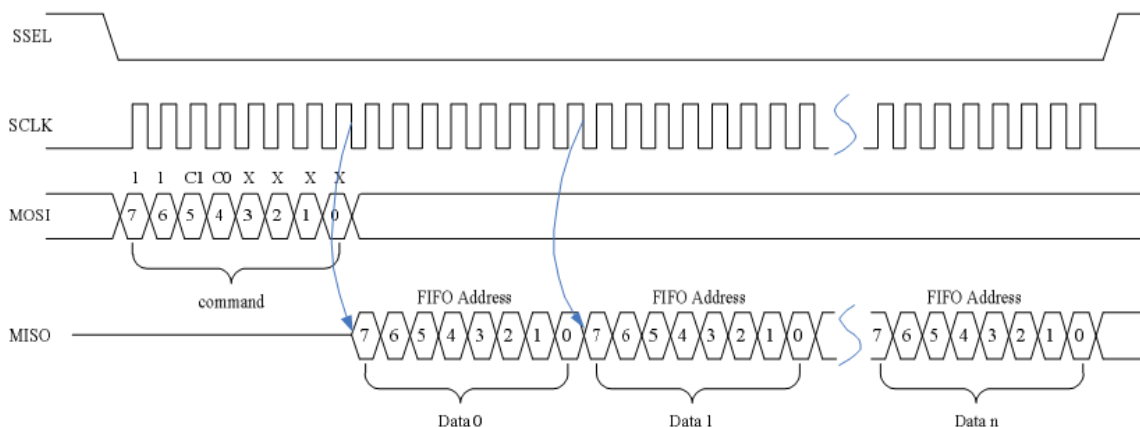 SSEL
SCLK
1 1 C1 C0 X X X X
MOSI 7 6 5 4 3 2 1 0
command
FIFO Address FIFO Address FIFO Address
MISO 7 6 5 4 3 2 1 0 7 6 5 4 3 2 1 0 7 6 5 4 3 2 1 0
Data 0 Data 1 Data n